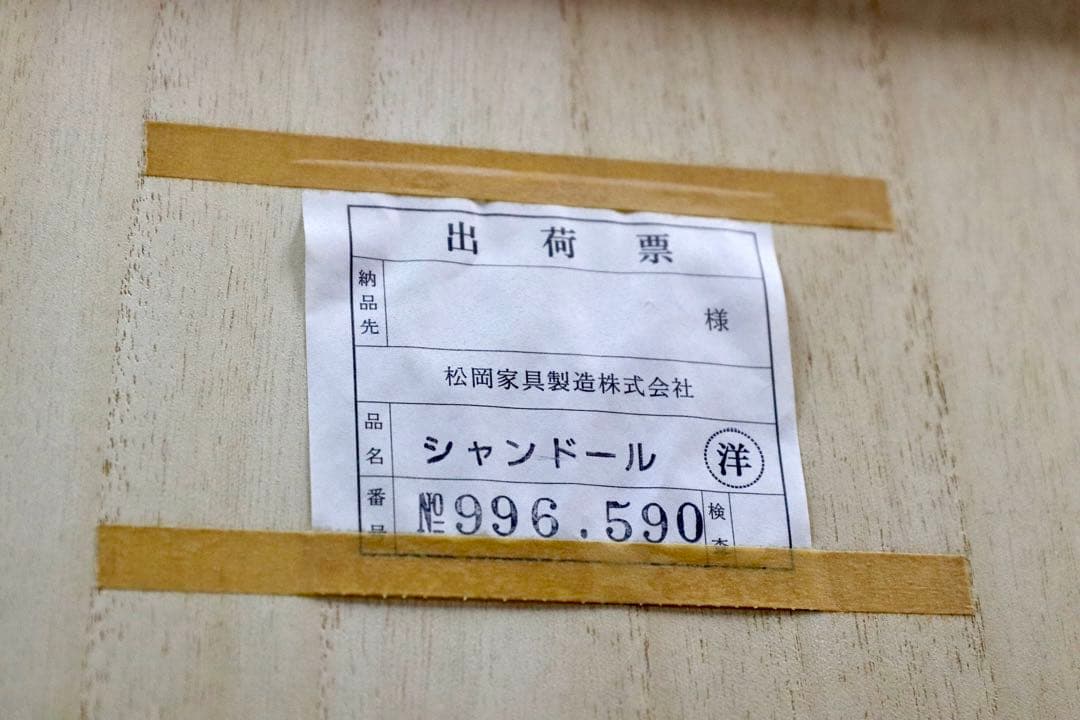 出荷票
納品先 様
松岡家具製造株式会社
品名 シャンドール 洋
番号 №996.590 検査